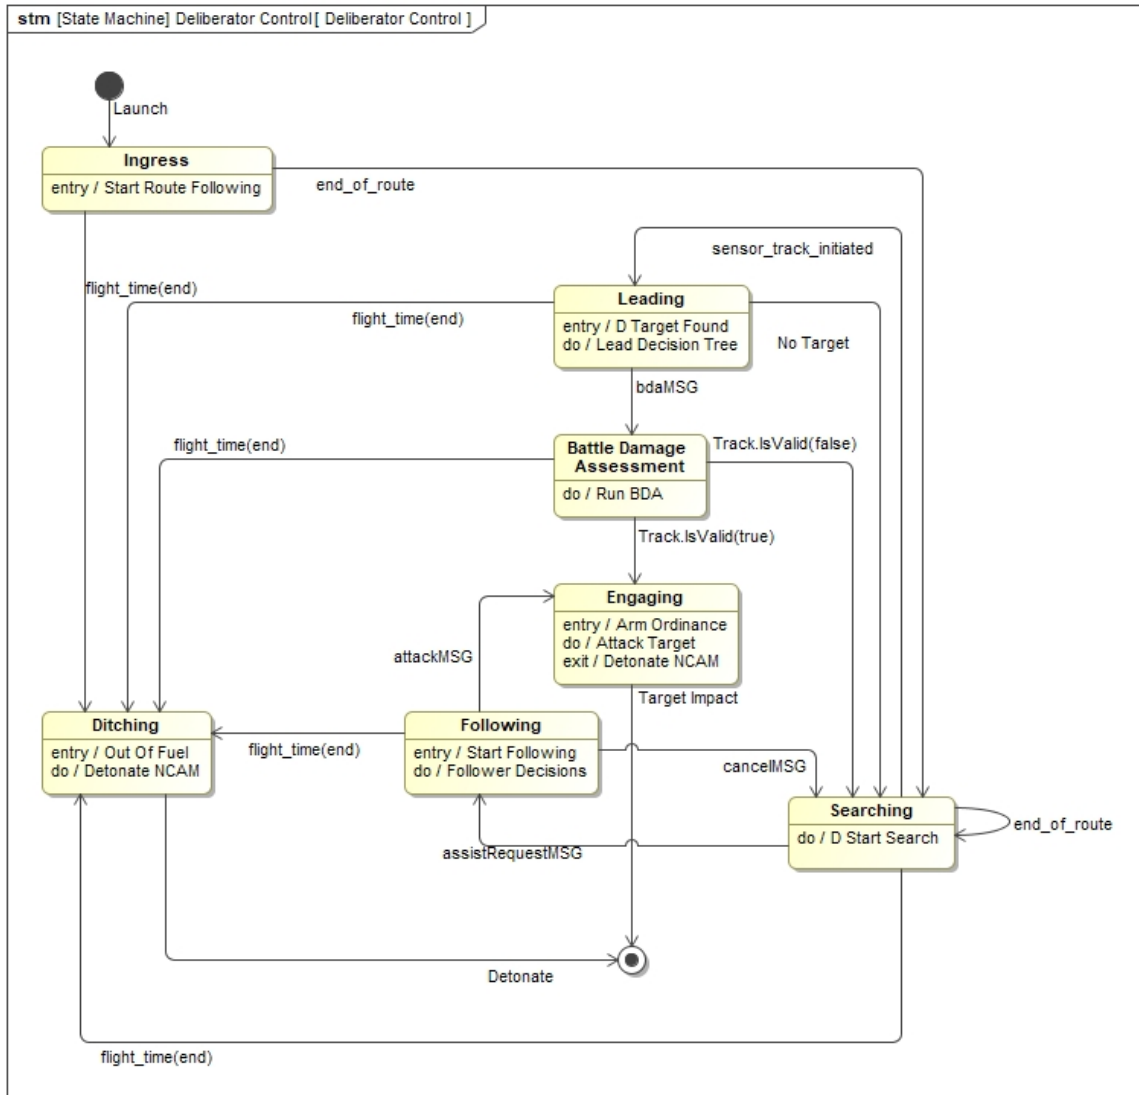 stm [State Machine] Deliberator Control[ Deliberator Control ]
Launch
Ingress
entry / Start Route Following
end_of_route
sensor_track_initiated
flight_time(end)
flight_time(end)
Leading
entry / D Target Found
do / Lead Decision Tree
No Target
bdaMSG
flight_time(end)
Battle Damage
Assessment
do / Run BDA
Track.IsValid(false)
Track.IsValid(true)
Engaging
entry / Arm Ordinance
do / Attack Target
exit / Detonate NCAM
attackMSG
Target Impact
Ditching
entry / Out Of Fuel
do / Detonate NCAM
flight_time(end)
Following
entry / Start Following
do / Follower Decisions
cancelMSG
Searching
do / D Start Search
end_of_route
assistRequestMSG
Detonate
flight_time(end)